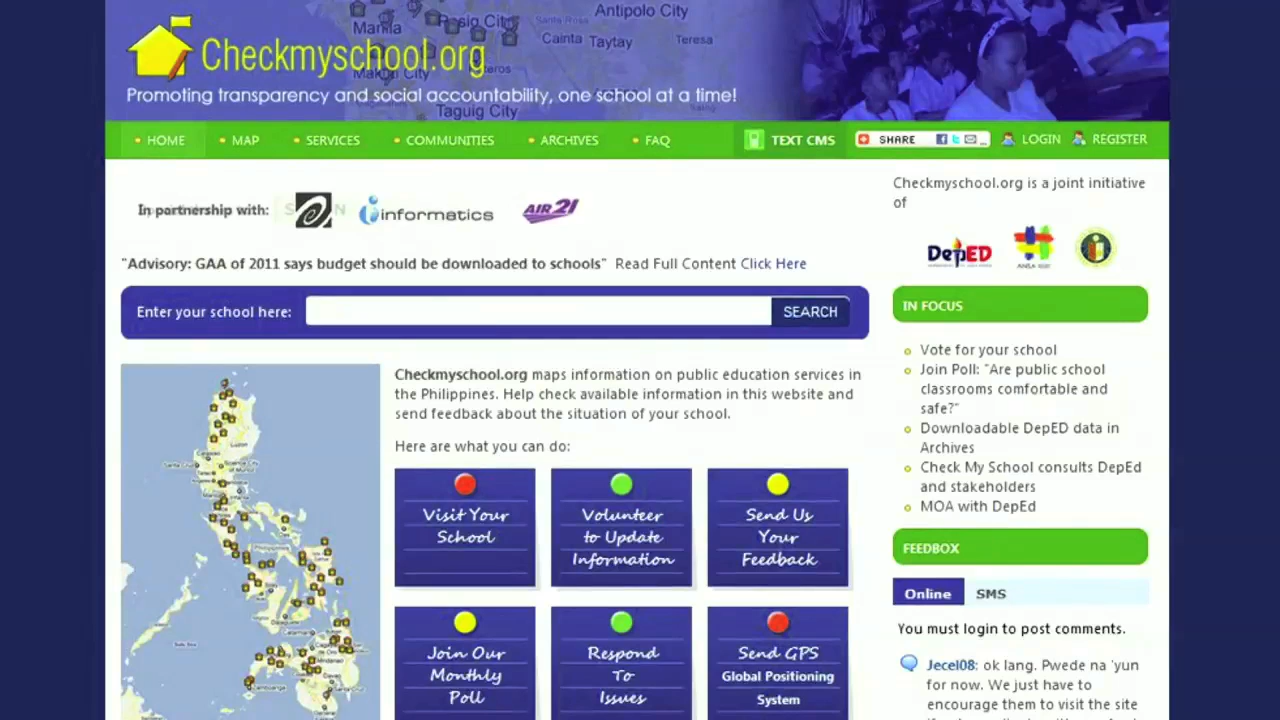 Manila
Pasig City
Santa Rosa
Antipolo City
Cainta Taytay
Teresa
Checkmyschool.org
Makati City
Promoting transparency and social accountability, one school at a time!
Taguig City
HOME MAP SERVICES COMMUNITIES ARCHIVES FAQ TEXT CMS SHARE LOGIN REGISTER
In partnership with:
informatics
AIR21
Checkmyschool.org is a joint initiative
of
DepED
"Advisory: GAA of 2011 says budget should be downloaded to schools" Read Full Content Click Here
Enter your school here: SEARCH
Checkmyschool.org maps information on public education services in
the Philippines. Help check available information in this website and
send feedback about the situation of your school.
Here are what you can do:
Visit Your
School
Volunteer
to Update
Information
Send Us
Your
Feedback
Join Our
Monthly
Poll
Respond
To
Issues
Send GPS
Global Positioning
System
IN FOCUS
Vote for your school
Join Poll: "Are public school
classrooms comfortable and
safe?"
Downloadable DepED data in
Archives
Check My School consults DepEd
and stakeholders
MOA with DepEd
FEEDBOX
Online SMS
You must login to post comments.
Jecel08: ok lang. Pwede na 'yun
for now. We just have to
encourage them to visit the site